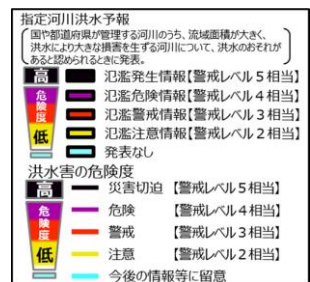 指定河川洪水予報
国や都道府県が管理する河川のうち、流域面積が大きく、
洪水により大きな損害を生ずる河川について、洪水のおそれが
あると認められるときに発表。
高 氾濫発生情報【警戒レベル5相当】
危険度 氾濫危険情報【警戒レベル4相当】
氾濫警戒情報【警戒レベル3相当】
低 氾濫注意情報【警戒レベル2相当】
発表なし
洪水害の危険度
高 災害切迫 【警戒レベル5相当】
危険度 危険 【警戒レベル4相当】
警戒 【警戒レベル3相当】
低 注意 【警戒レベル2相当】
今後の情報等に留意